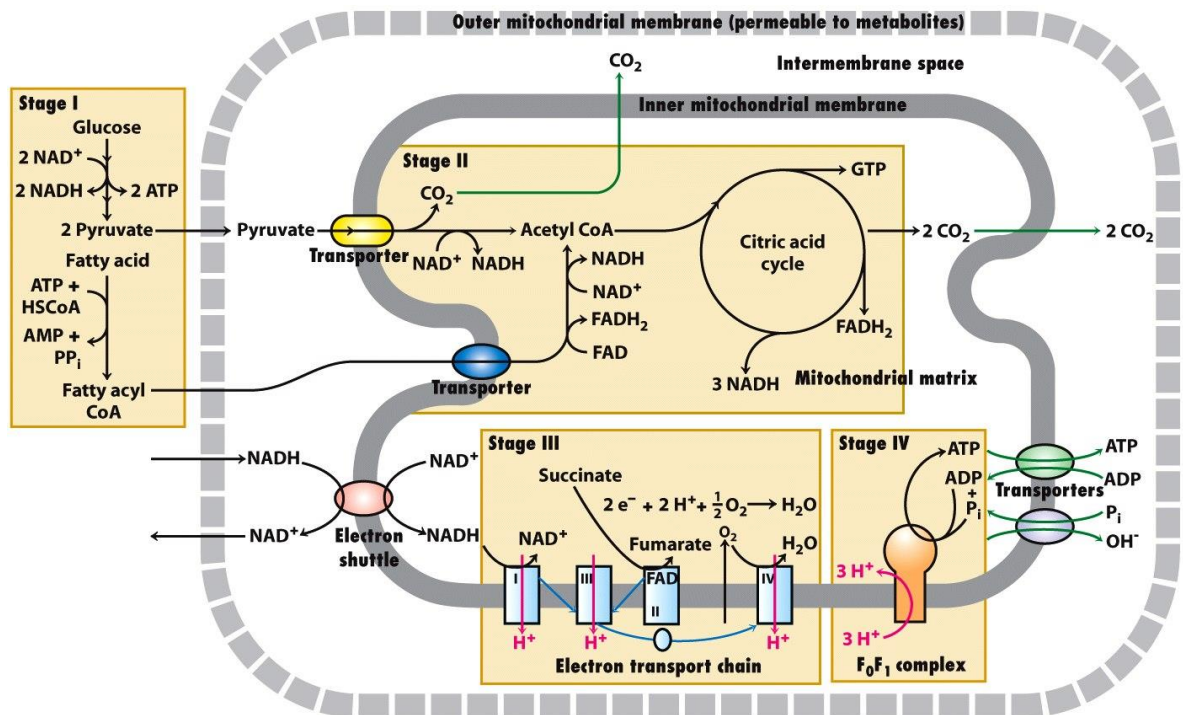 Outer mitochondrial membrane (permeable to metabolites)
Intermembrane space
CO₂
Inner mitochondrial membrane
Stage I
Glucose
2 NAD⁺
2 NADH
2 ATP
2 Pyruvate
Fatty acid
ATP +
HSCoA
AMP +
PPᵢ
Fatty acyl
CoA
Pyruvate
Transporter
Stage II
CO₂
NAD⁺
NADH
Acetyl CoA
NADH
NAD⁺
FADH₂
FAD
Transporter
Citric acid
cycle
GTP
2 CO₂
2 CO₂
FADH₂
3 NADH
Mitochondrial matrix
NADH
NAD⁺
NAD⁺
NADH
Electron
shuttle
Stage III
Succinate
2 e⁻ + 2 H⁺ + ½ O₂ → H₂O
NAD⁺
Fumarate
O₂
H₂O
I
III
FAD
II
IV
H⁺
H⁺
H⁺
Electron transport chain
Stage IV
ATP
ADP
+
Pᵢ
3 H⁺
3 H⁺
F₀F₁ complex
ATP
ADP
Transporters
Pᵢ
OH⁻